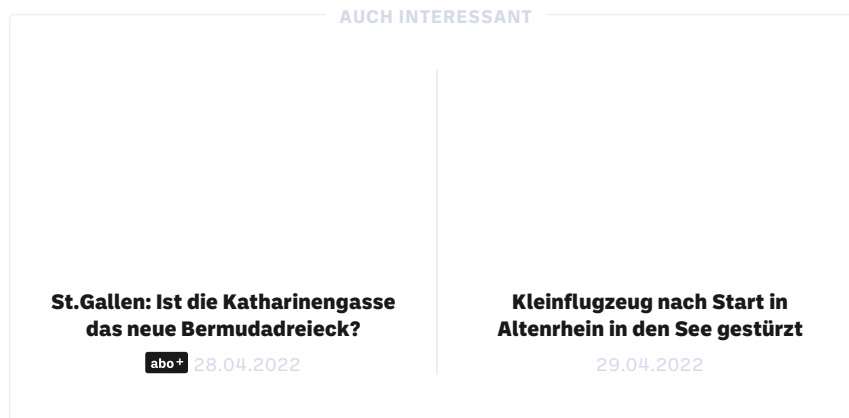 AUCH INTERESSANT
St.Gallen: Ist die Katharinengasse
das neue Bermudadreieck?
abo+ 28.04.2022
Kleinflugzeug nach Start in
Altenrhein in den See gestürzt
29.04.2022